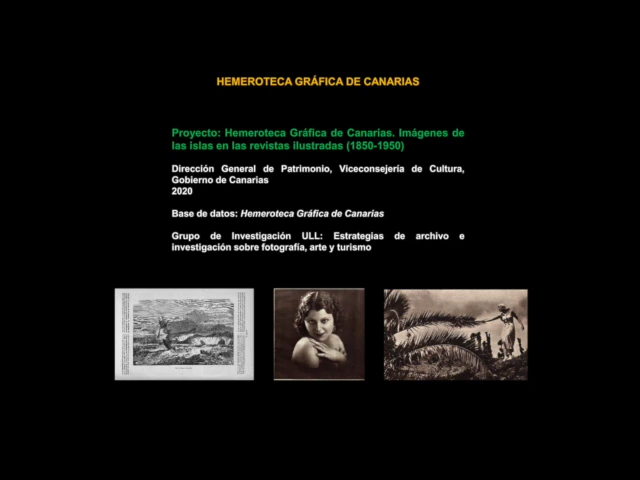 HEMEROTECA GRÁFICA DE CANARIAS
Proyecto: Hemeroteca Gráfica de Canarias. Imágenes de
las islas en las revistas ilustradas (1850-1950)
Dirección General de Patrimonio, Viceconsejería de Cultura,
Gobierno de Canarias
2020
Base de datos: Hemeroteca Gráfica de Canarias
Grupo de Investigación ULL: Estrategias de archivo e
investigación sobre fotografía, arte y turismo